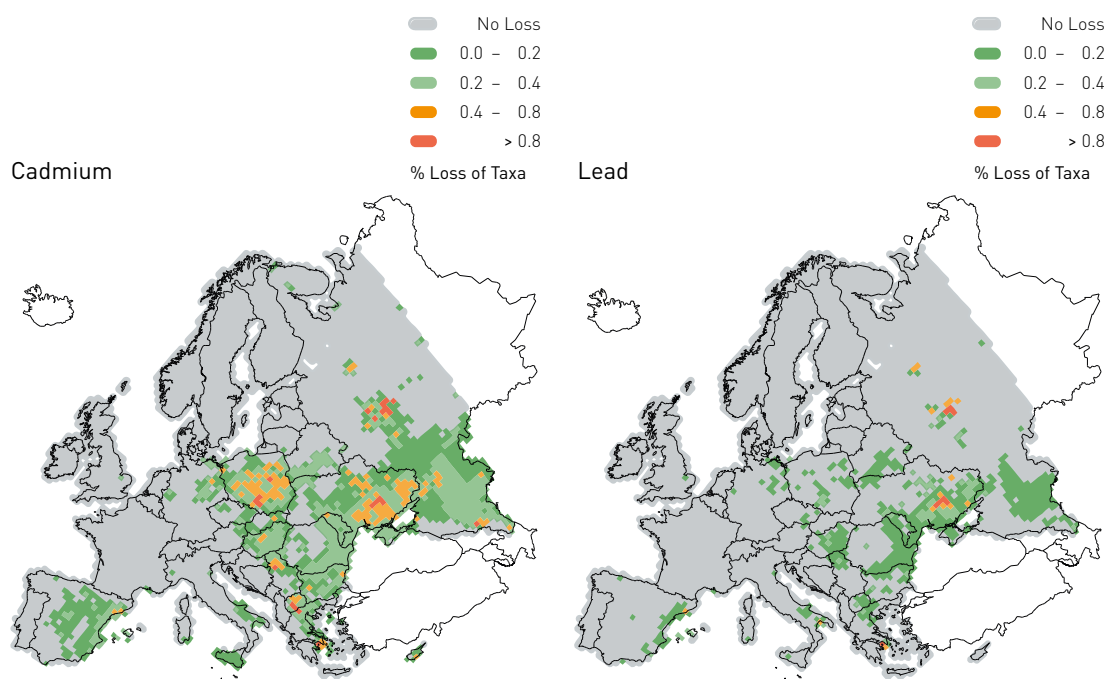 No Loss
0.0 – 0.2
0.2 – 0.4
0.4 – 0.8
> 0.8
Cadmium
% Loss of Taxa
No Loss
0.0 – 0.2
0.2 – 0.4
0.4 – 0.8
> 0.8
Lead
% Loss of Taxa